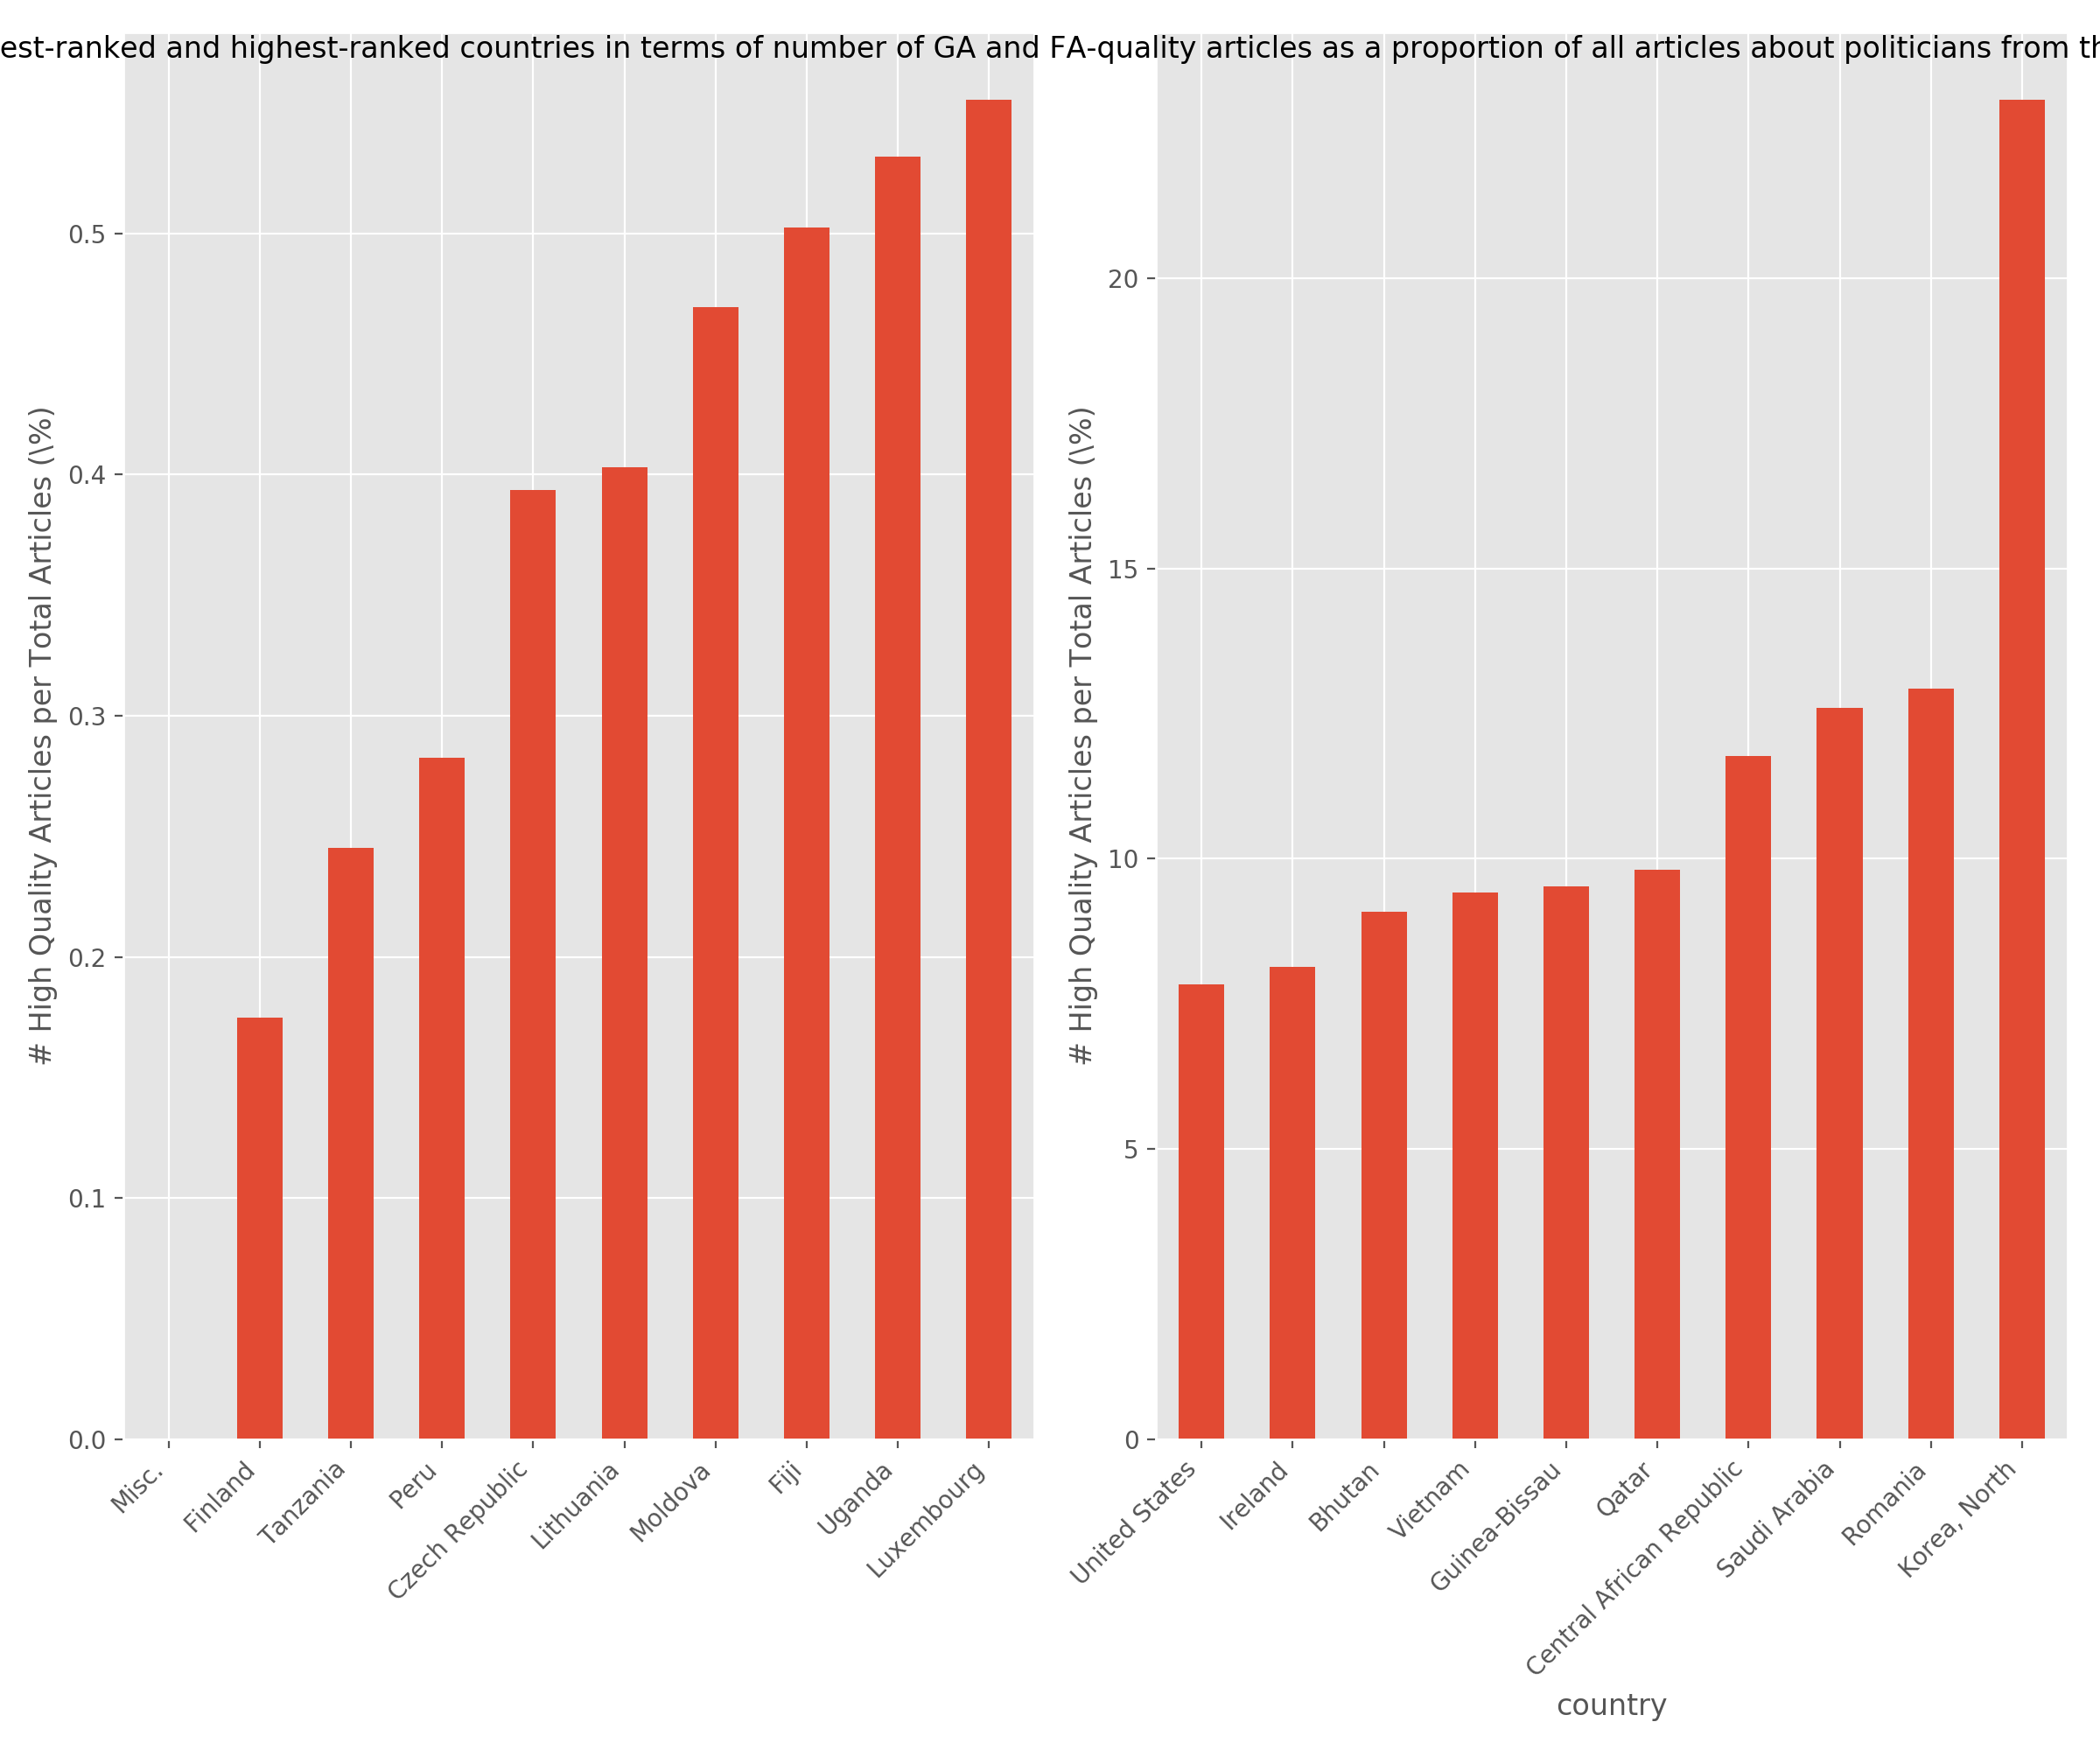 est-ranked and highest-ranked countries in terms of number of GA and FA-quality articles as a proportion of all articles about politicians from th
# High Quality Articles per Total Articles (\%)
0.5
0.4
0.3
0.2
0.1
0.0
Misc.
Finland
Tanzania
Peru
Czech Republic
Lithuania
Moldova
Fiji
Uganda
Luxembourg
# High Quality Articles per Total Articles (\%)
20
15
10
5
0
United States
Ireland
Bhutan
Vietnam
Guinea-Bissau
Qatar
Central African Republic
Saudi Arabia
Romania
Korea, North
country